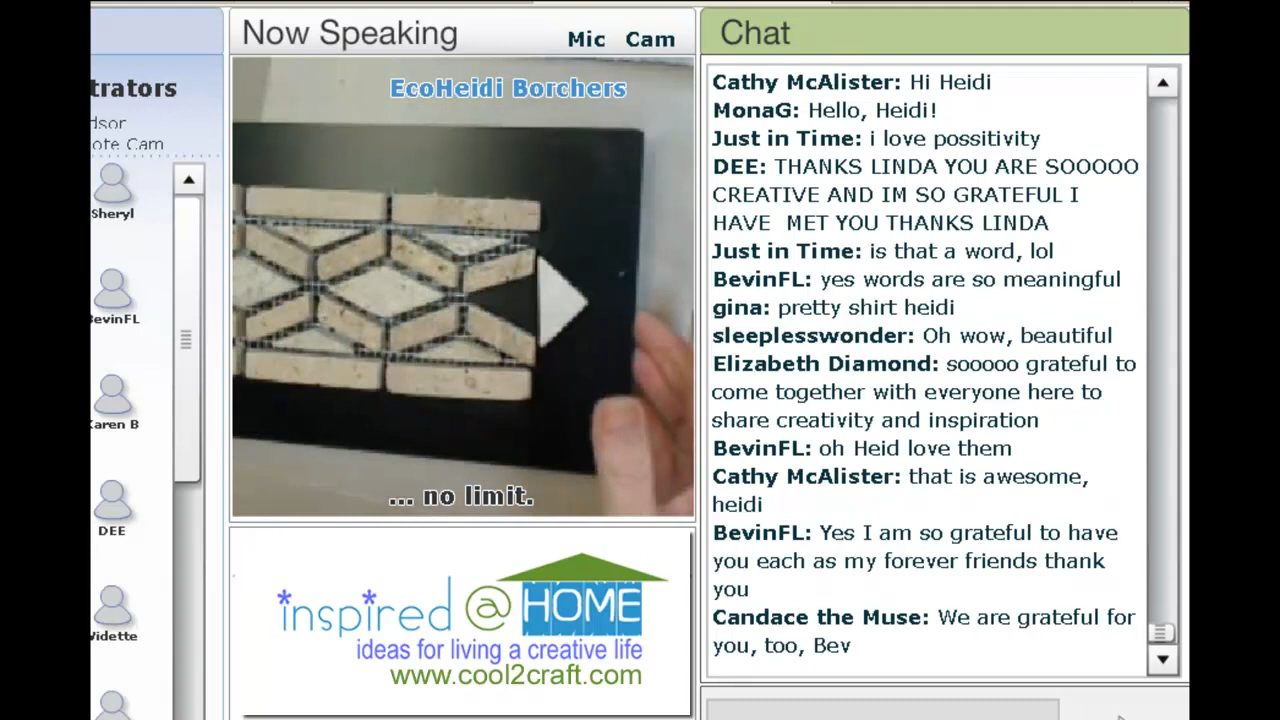 trators
dsor
ote Cam
Sheryl
BevinFL
Karen B
DEE
Vidette
Now Speaking
Mic Cam
EcoHeidi Borchers
... no limit.
*inspired @ HOME
ideas for living a creative life
www.cool2craft.com
Chat
Cathy McAlister: Hi Heidi
MonaG: Hello, Heidi!
Just in Time: i love possitivity
DEE: THANKS LINDA YOU ARE SOOOOO
CREATIVE AND IM SO GRATEFUL I
HAVE MET YOU THANKS LINDA
Just in Time: is that a word, lol
BevinFL: yes words are so meaningful
gina: pretty shirt heidi
sleeplesswonder: Oh wow, beautiful
Elizabeth Diamond: sooooo grateful to
come together with everyone here to
share creativity and inspiration
BevinFL: oh Heid love them
Cathy McAlister: that is awesome,
heidi
BevinFL: Yes I am so grateful to have
you each as my forever friends thank
you
Candace the Muse: We are grateful for
you, too, Bev